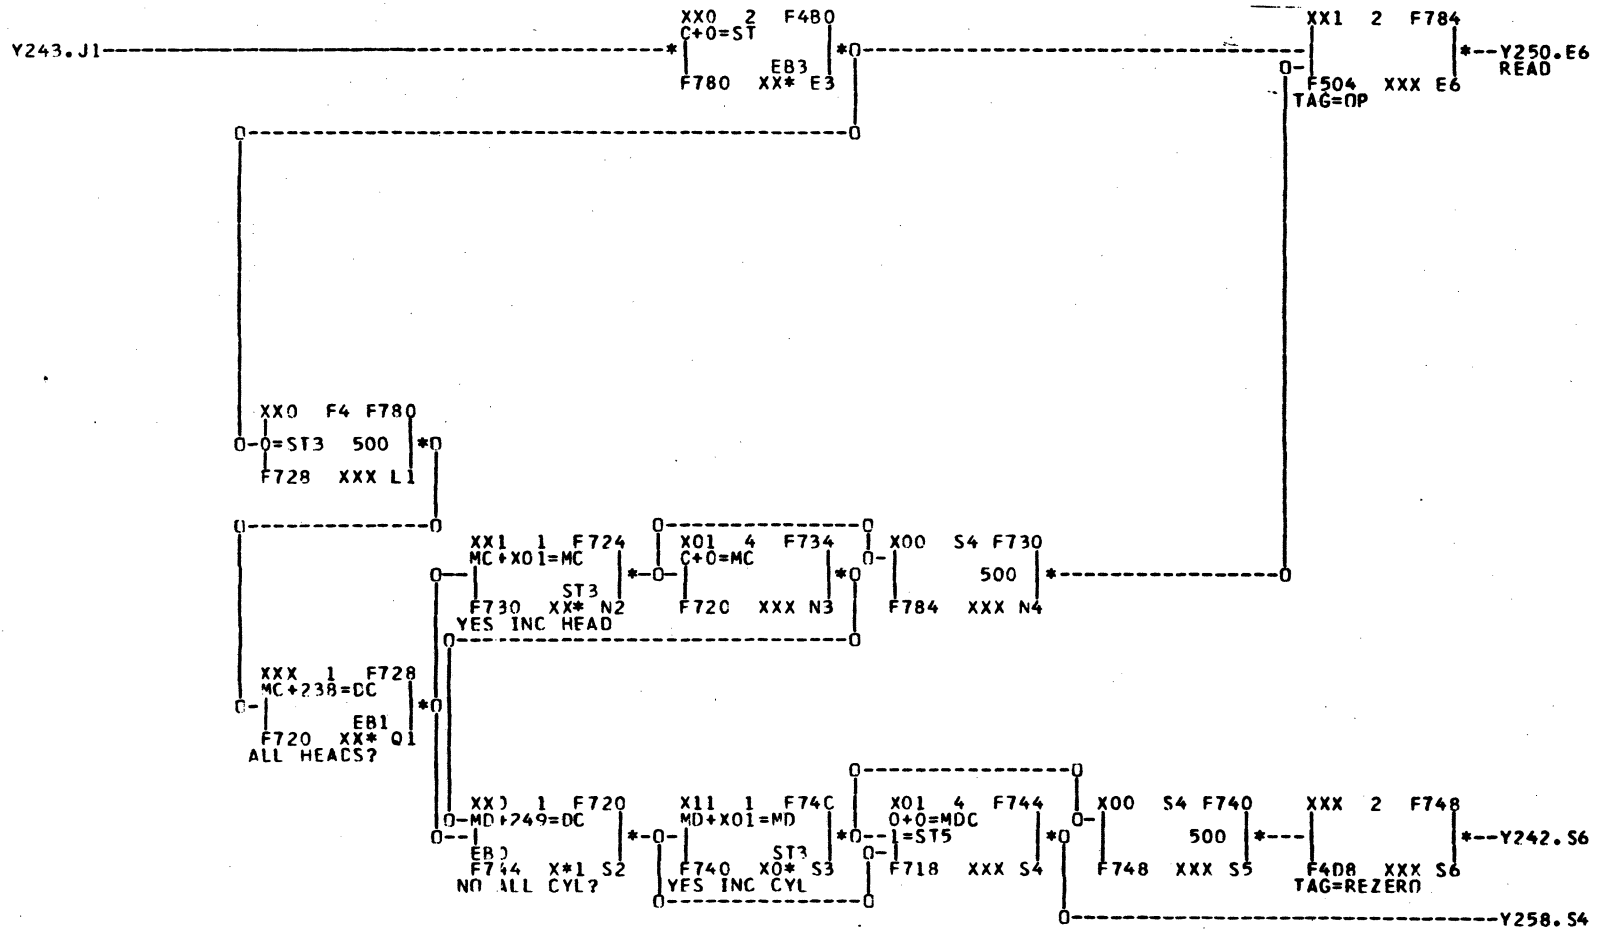 XX0 2 F4B0
C+0=ST
Y243.J1
EB3
F780 XX* E3
XX1 2 F784
Y250.E6
READ
F504 XXX E6
TAG=OP
XX0 F4 F780
0=ST3 500
F728 XXX L1
XX1 1 F724
MC+X01=MC
ST3
F730 XX* N2
YES INC HEAD
X01 4 F734
C+0=MC
F720 XXX N3
X00 S4 F730
500
F784 XXX N4
XXX 1 F728
MC+238=DC
EB1
F720 XX* Q1
ALL HEADS?
XX0 1 F720
MD+249=DC
EB0
F744 X*1 S2
NO ALL CYL?
X11 1 F74C
MD+X01=MD
ST3
F740 X0* S3
YES INC CYL
X01 4 F744
0+0=MDC
1=ST5
F718 XXX S4
X00 S4 F740
500
F748 XXX S5
XXX 2 F748
Y242.S6
F4D8 XXX S6
TAG=REZERO
Y258.S4